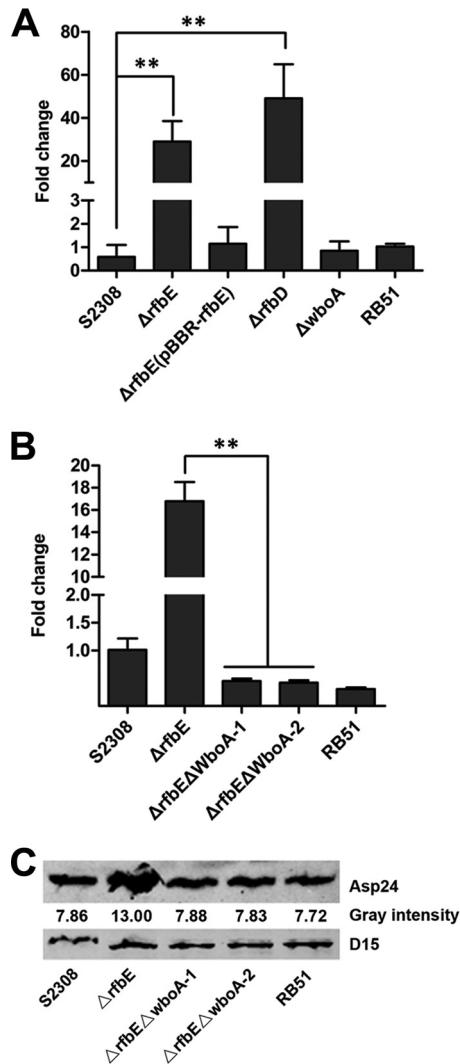 A
**
**
Fold change
80
60
40
20
3
2
1
0
S2308
ΔrfbE
ΔrfbE(pBBR-rfbE)
ΔrfbD
ΔwboA
RB51
B
**
Fold change
20
18
16
14
12
10
2.0
1.0
S2308
ΔrfbE
ΔrfbEΔWboA-1
ΔrfbEΔWboA-2
RB51
C
Asp24
7.86 13.00 7.88 7.83 7.72 Gray intensity
D15
S2308
△rfbE
△rfbE△wboA-1
△rfbE△wboA-2
RB51